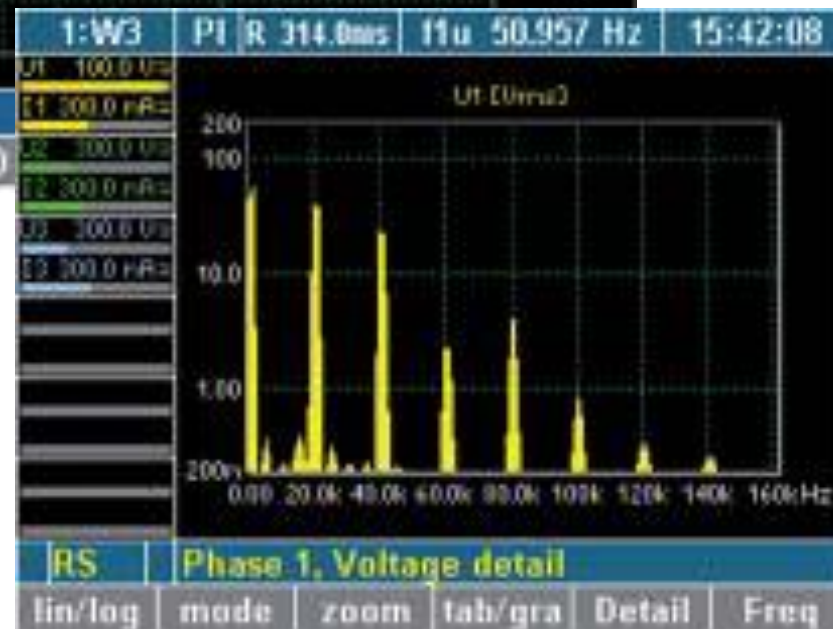 1:W3 PI R 314.0ms f1u 50.957 Hz 15:42:08
U1 100.0 V=
I1 300.0 mA=
U2 300.0 V=
I2 300.0 mA=
U3 300.0 V=
I3 300.0 mA=
U1 [Vrms]
200
100
10.0
1.00
200m
0.00 20.0k 40.0k 60.0k 80.0k 100k 120k 140k 160kHz
RS Phase 1, Voltage detail
lin/log mode zoom tab/gra Detail Freq